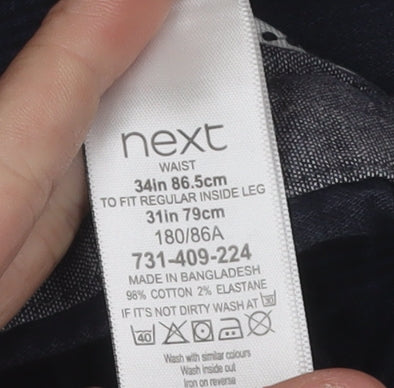 next
WAIST
34in 86.5cm
TO FIT REGULAR INSIDE LEG
31in 79cm
180/86A
731-409-224
MADE IN BANGLADESH
98% COTTON 2% ELASTANE
IF IT'S NOT DIRTY WASH AT 30
40
Wash with similar colours
Wash inside out
Iron on reverse